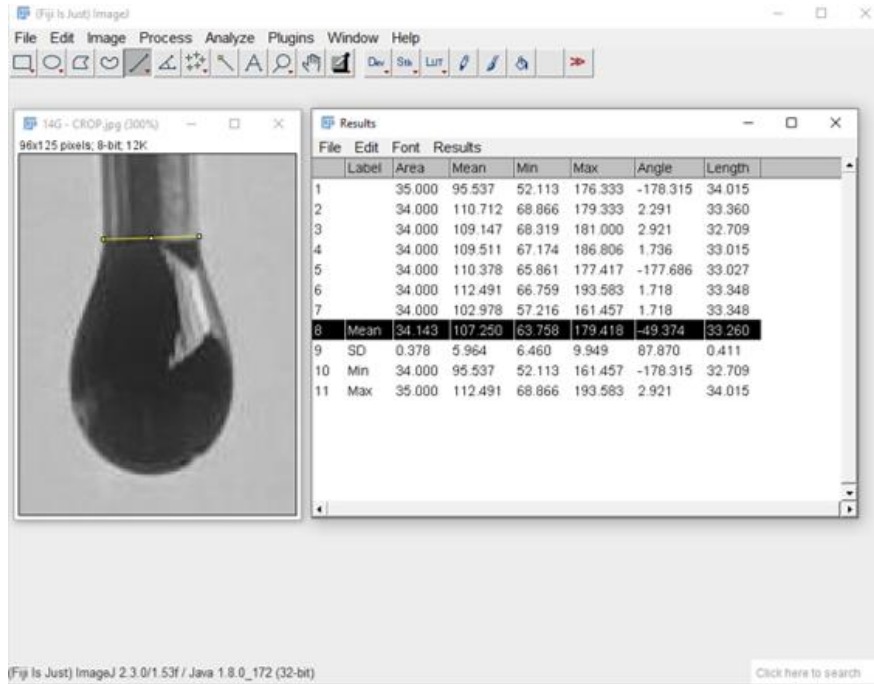 (Fiji Is Just) ImageJ
File Edit Image Process Analyze Plugins Window Help
Dev Stk LUT
14G - CROP.jpg (300%)
96x125 pixels; 8-bit; 12K
Results
File Edit Font Results
Label Area Mean Min Max Angle Length
1 35.000 95.537 52.113 176.333 -178.315 34.015
2 34.000 110.712 68.866 179.333 2.291 33.360
3 34.000 109.147 68.319 181.000 2.921 32.709
4 34.000 109.511 67.174 186.806 1.736 33.015
5 34.000 110.378 65.861 177.417 -177.686 33.027
6 34.000 112.491 66.759 193.583 1.718 33.348
7 34.000 102.978 57.216 161.457 1.718 33.348
8 Mean 34.143 107.250 63.758 179.418 -49.374 33.260
9 SD 0.378 5.964 6.460 9.949 87.870 0.411
10 Min 34.000 95.537 52.113 161.457 -178.315 32.709
11 Max 35.000 112.491 68.866 193.583 2.921 34.015
(Fiji Is Just) ImageJ 2.3.0/1.53f / Java 1.8.0_172 (32-bit)
Click here to search